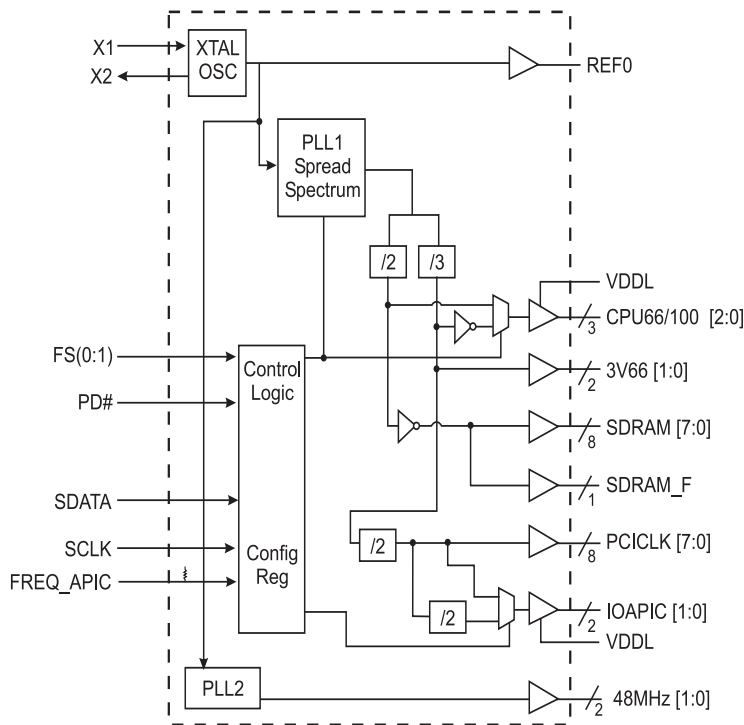 X1
X2
XTAL
OSC
REF0
PLL1
Spread
Spectrum
/2
/3
VDDL
CPU66/100 [2:0]
3
FS(0:1)
PD#
Control
Logic
3V66 [1:0]
2
SDRAM [7:0]
8
SDRAM_F
1
SDATA
SCLK
FREQ_APIC
Config
Reg
/2
PCICLK [7:0]
8
/2
IOAPIC [1:0]
2
VDDL
PLL2
48MHz [1:0]
2